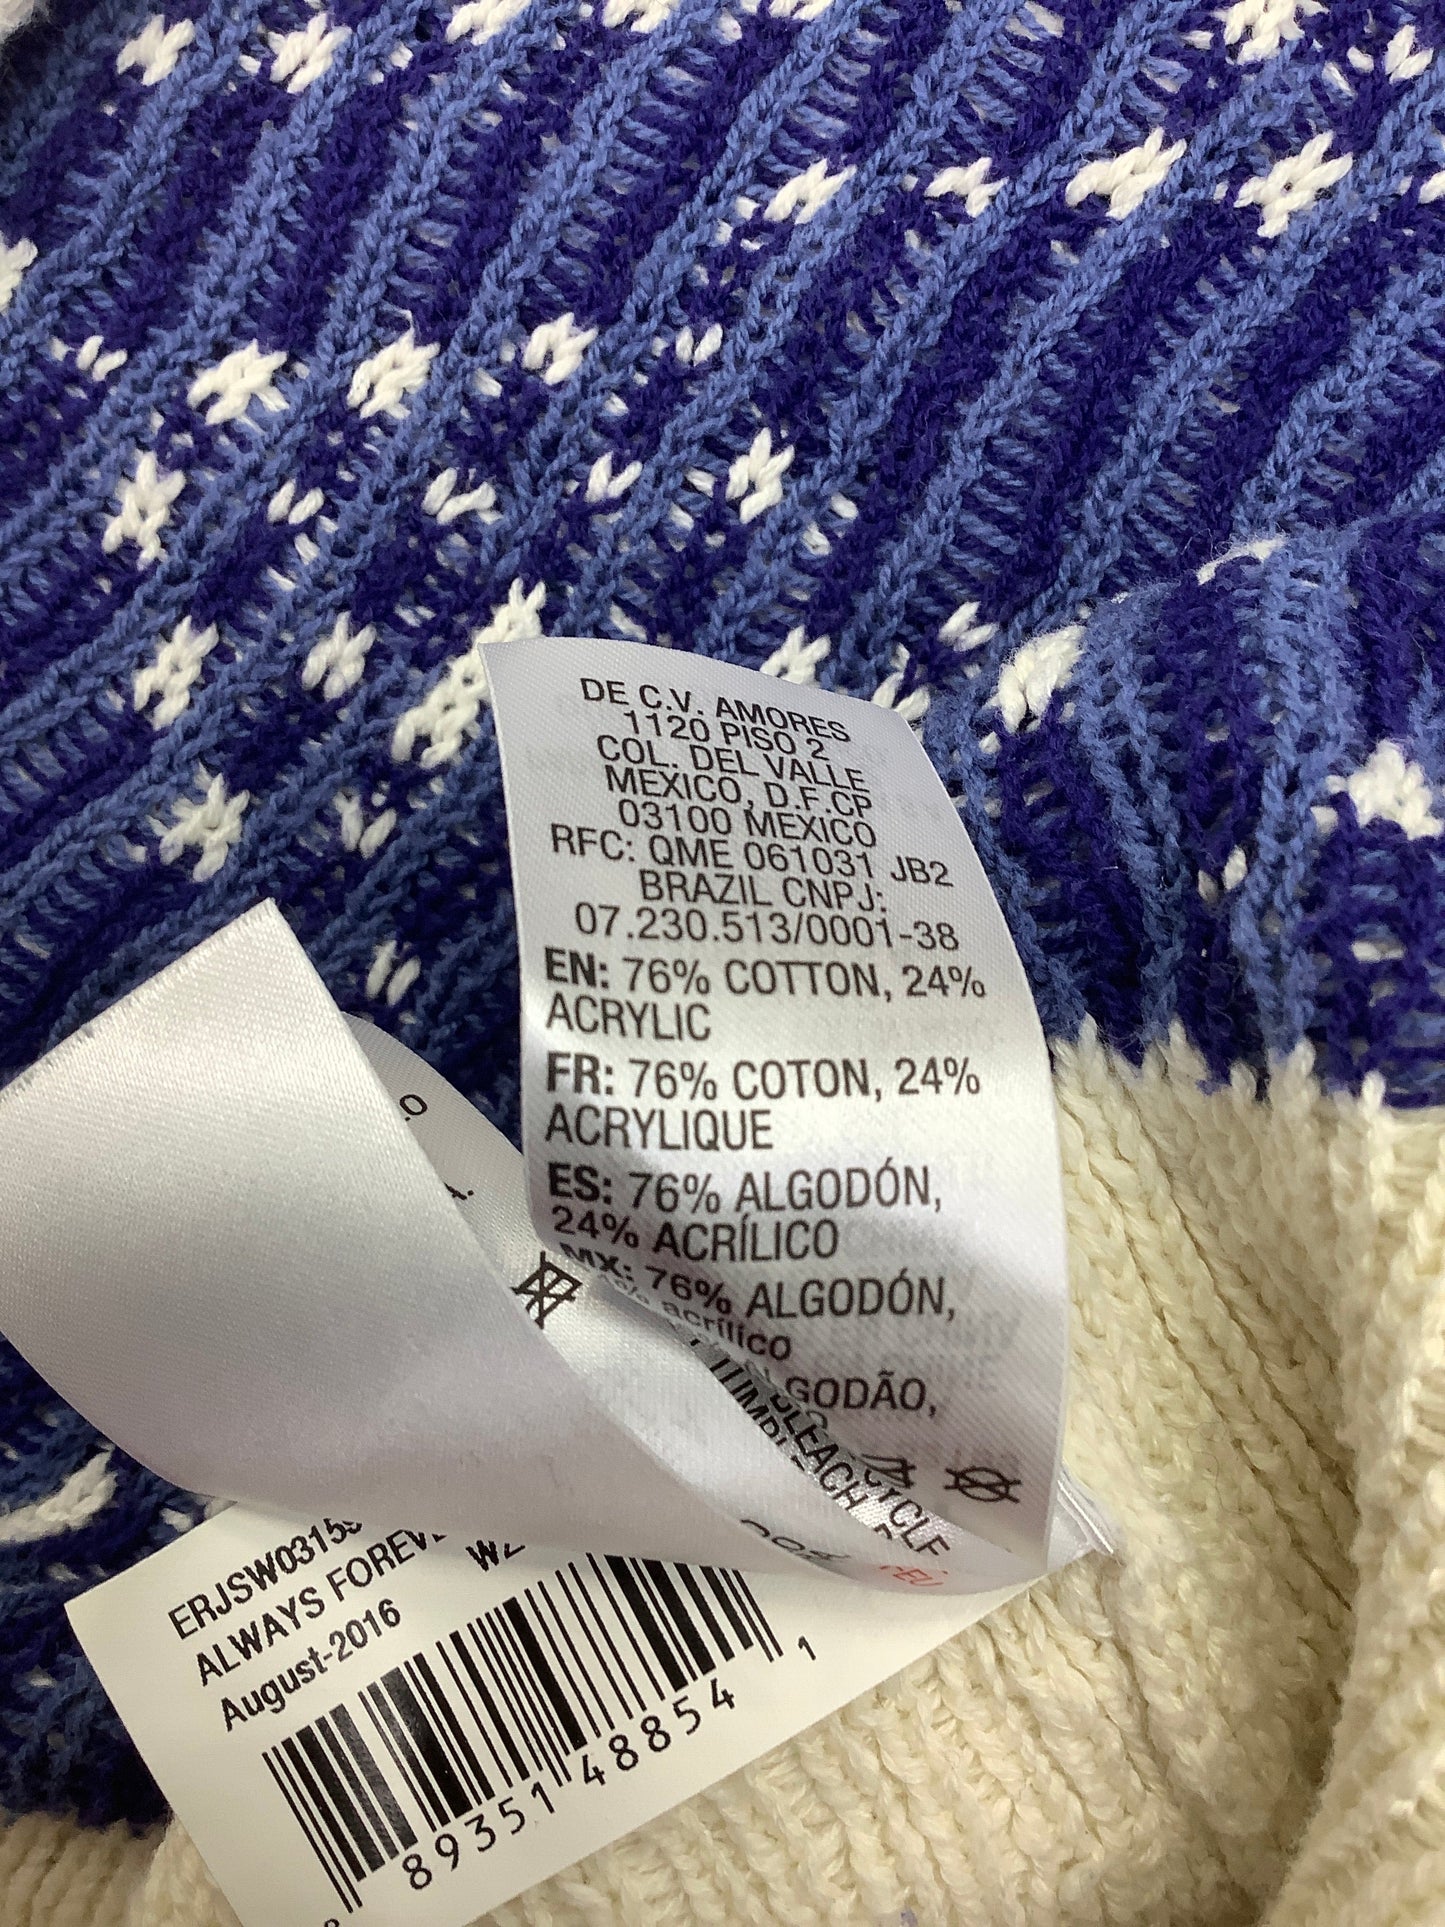 DE C.V. AMORES
1120 PISO 2
COL. DEL VALLE
MEXICO, D.F.CP
03100 MEXICO
RFC: QME 061031 JB2
BRAZIL CNPJ:
07.230.513/0001-38
EN: 76% COTTON, 24%
ACRYLIC
FR: 76% COTON, 24%
ACRYLIQUE
ES: 76% ALGODÓN,
24% ACRÍLICO
MX: 76% ALGODÓN,
acrílico
BLEACH
ERJSW0315
ALWAYS
August-2016
89351 48854 1